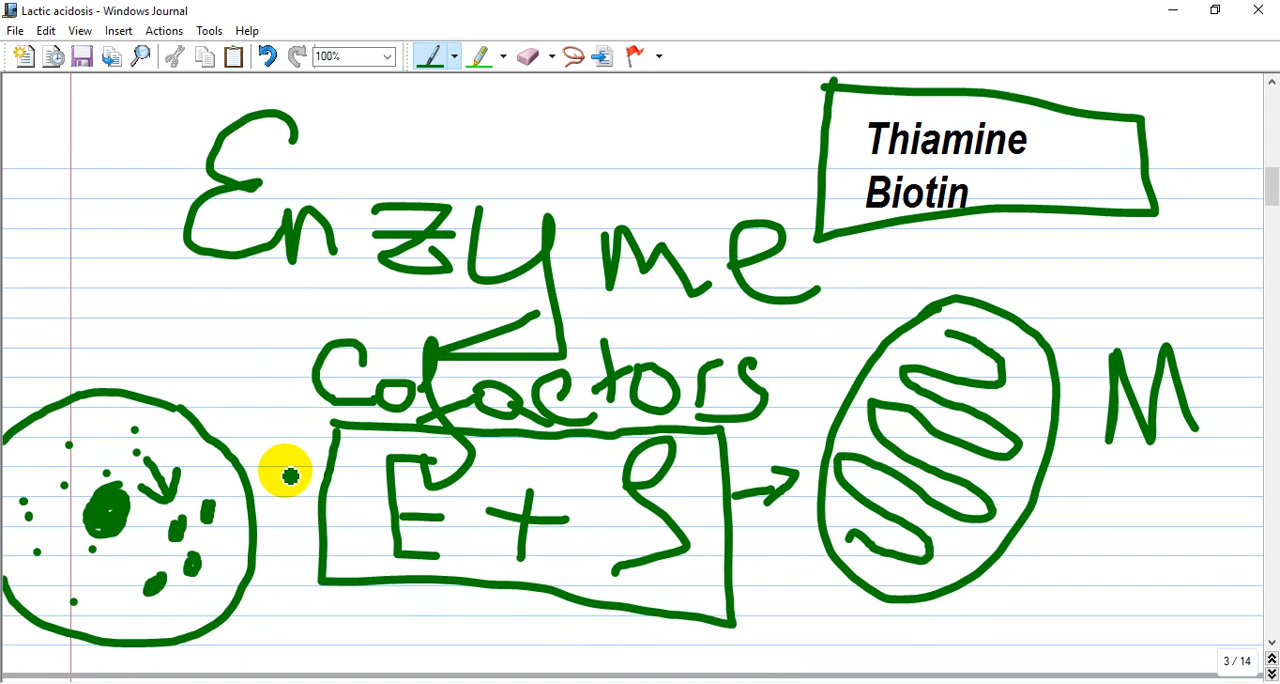 Lactic acidosis - Windows Journal
File Edit View Insert Actions Tools Help
100%
Thiamine
Biotin
Enzyme
Cofactors
E + S
M
3 / 14